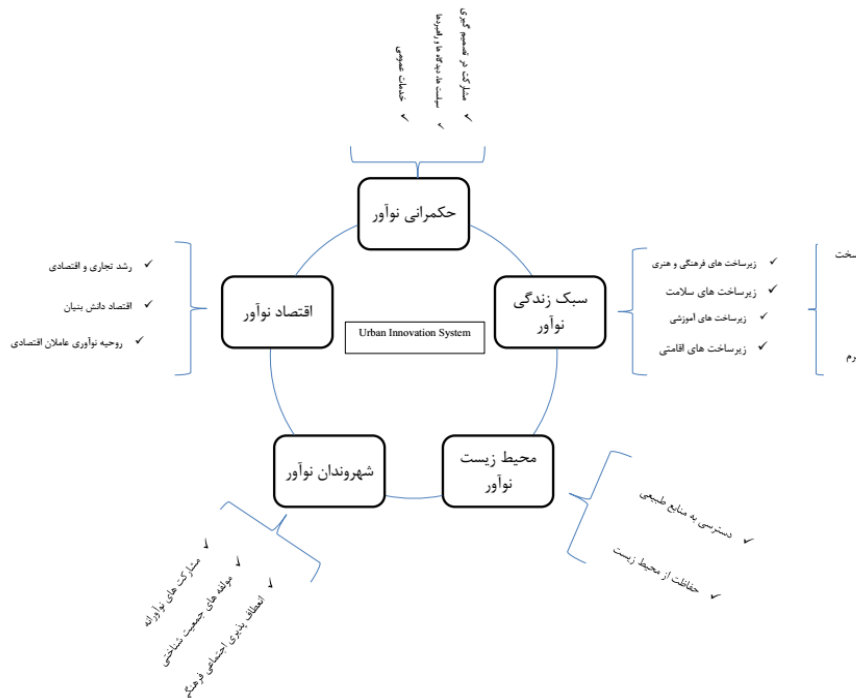 مشارکت در تصمیم گیری
سیاست ها، دیدگاه ها و راهبردها
خدمات عمومی
حکمرانی نوآور
سبک زندگی
نوآور
زیرساخت های فرهنگی و هنری
زیرساخت های سلامت
زیرساخت های آموزشی
زیرساخت های اقامتی
محیط زیست
نوآور
دسترسی به منابع طبیعی
حفاظت از محیط زیست
شهروندان نوآور
مشارکت های نوآورانه
مولفه های جمعیت شناختی
انعطاف پذیری اجتماعی فرهنگی
اقتصاد نوآور
رشد تجاری و اقتصادی
اقتصاد دانش بنیان
روحیه نوآوری عاملان اقتصادی
Urban Innovation System